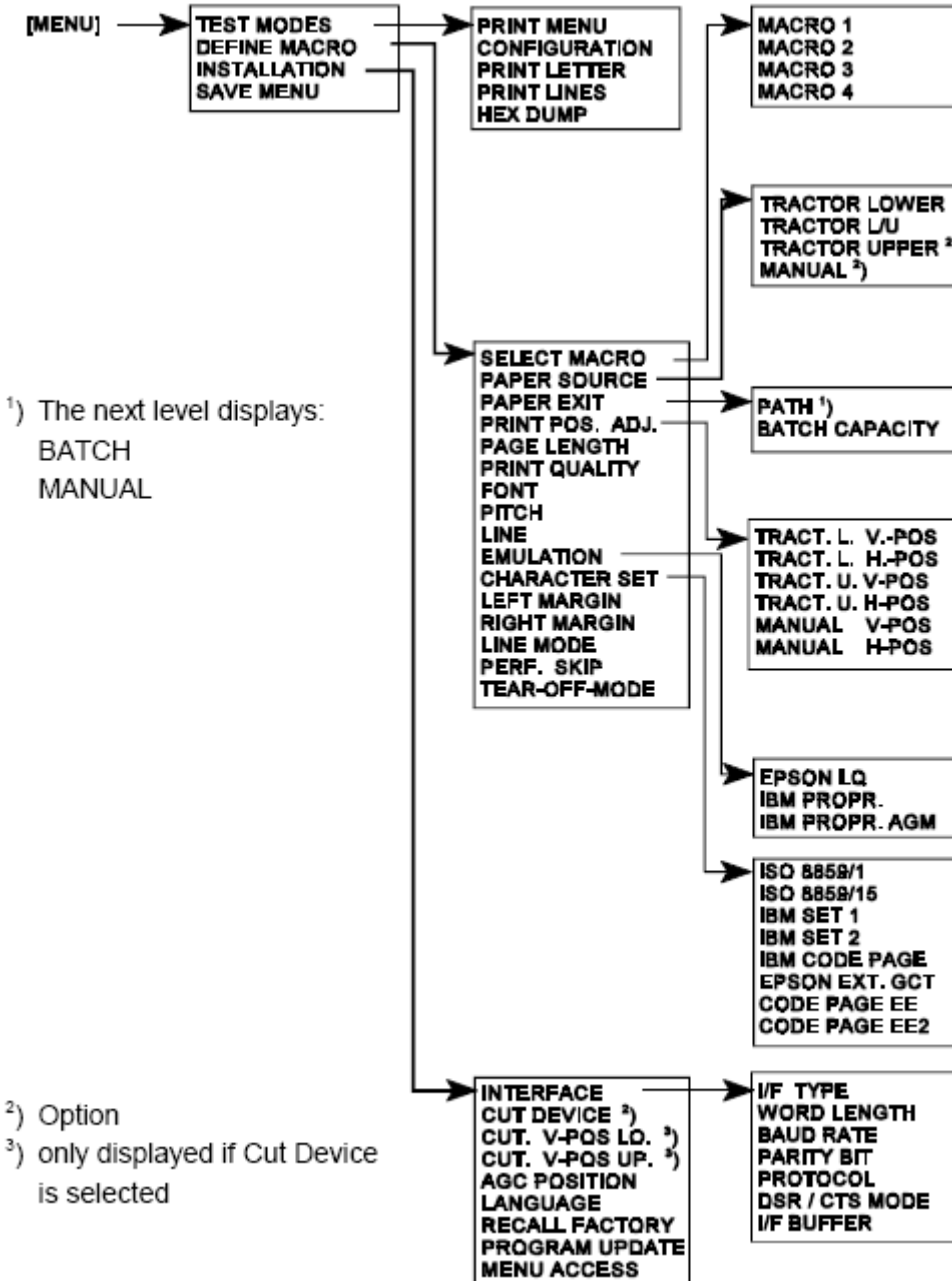 [MENU]
TEST MODES
DEFINE MACRO
INSTALLATION
SAVE MENU
PRINT MENU
CONFIGURATION
PRINT LETTER
PRINT LINES
HEX DUMP
MACRO 1
MACRO 2
MACRO 3
MACRO 4
TRACTOR LOWER
TRACTOR L/U
TRACTOR UPPER ²
MANUAL ²)
SELECT MACRO
PAPER SOURCE
PAPER EXIT
PRINT POS. ADJ.
PAGE LENGTH
PRINT QUALITY
FONT
PITCH
LINE
EMULATION
CHARACTER SET
LEFT MARGIN
RIGHT MARGIN
LINE MODE
PERF. SKIP
TEAR-OFF-MODE
PATH ¹)
BATCH CAPACITY
¹) The next level displays:
BATCH
MANUAL
TRACT. L. V.-POS
TRACT. L. H.-POS
TRACT. U. V-POS
TRACT. U. H-POS
MANUAL V-POS
MANUAL H-POS
EPSON LQ
IBM PROPR.
IBM PROPR. AGM
ISO 8859/1
ISO 8859/15
IBM SET 1
IBM SET 2
IBM CODE PAGE
EPSON EXT. GCT
CODE PAGE EE
CODE PAGE EE2
INTERFACE
CUT DEVICE ²)
CUT. V-POS LO. ³)
CUT. V-POS UP. ³)
AGC POSITION
LANGUAGE
RECALL FACTORY
PROGRAM UPDATE
MENU ACCESS
I/F TYPE
WORD LENGTH
BAUD RATE
PARITY BIT
PROTOCOL
DSR / CTS MODE
I/F BUFFER
²) Option
³) only displayed if Cut Device
is selected